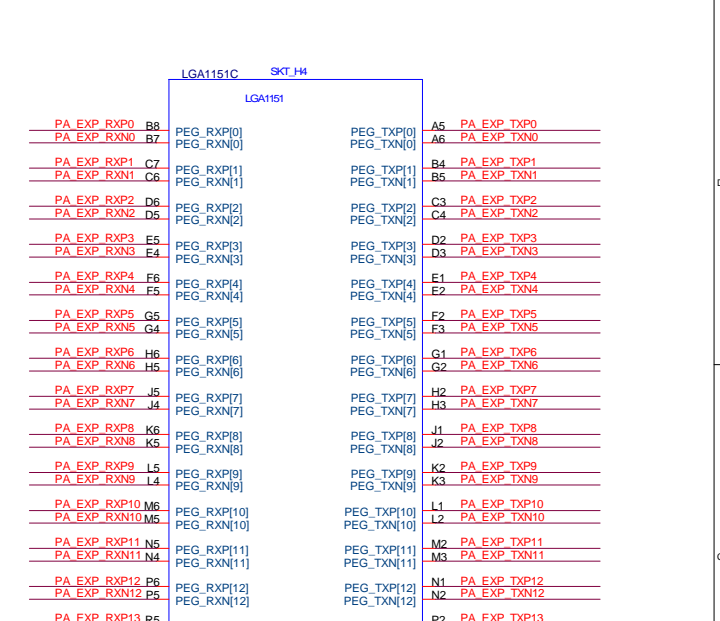 LGA1151C SKT_H4
LGA1151
PA_EXP_RXP0 B8 PEG_RXP[0] PEG_TXP[0] A5 PA_EXP_TXP0
PA_EXP_RXN0 B7 PEG_RXN[0] PEG_TXN[0] A6 PA_EXP_TXN0
PA_EXP_RXP1 C7 PEG_RXP[1] PEG_TXP[1] B4 PA_EXP_TXP1
PA_EXP_RXN1 C6 PEG_RXN[1] PEG_TXN[1] B5 PA_EXP_TXN1
D
PA_EXP_RXP2 D6 PEG_RXP[2] PEG_TXP[2] C3 PA_EXP_TXP2
PA_EXP_RXN2 D5 PEG_RXN[2] PEG_TXN[2] C4 PA_EXP_TXN2
PA_EXP_RXP3 E5 PEG_RXP[3] PEG_TXP[3] D2 PA_EXP_TXP3
PA_EXP_RXN3 E4 PEG_RXN[3] PEG_TXN[3] D3 PA_EXP_TXN3
PA_EXP_RXP4 F6 PEG_RXP[4] PEG_TXP[4] E1 PA_EXP_TXP4
PA_EXP_RXN4 F5 PEG_RXN[4] PEG_TXN[4] E2 PA_EXP_TXN4
PA_EXP_RXP5 G5 PEG_RXP[5] PEG_TXP[5] F2 PA_EXP_TXP5
PA_EXP_RXN5 G4 PEG_RXN[5] PEG_TXN[5] F3 PA_EXP_TXN5
PA_EXP_RXP6 H6 PEG_RXP[6] PEG_TXP[6] G1 PA_EXP_TXP6
PA_EXP_RXN6 H5 PEG_RXN[6] PEG_TXN[6] G2 PA_EXP_TXN6
PA_EXP_RXP7 J5 PEG_RXP[7] PEG_TXP[7] H2 PA_EXP_TXP7
PA_EXP_RXN7 J4 PEG_RXN[7] PEG_TXN[7] H3 PA_EXP_TXN7
PA_EXP_RXP8 K6 PEG_RXP[8] PEG_TXP[8] J1 PA_EXP_TXP8
PA_EXP_RXN8 K5 PEG_RXN[8] PEG_TXN[8] J2 PA_EXP_TXN8
PA_EXP_RXP9 L5 PEG_RXP[9] PEG_TXP[9] K2 PA_EXP_TXP9
PA_EXP_RXN9 L4 PEG_RXN[9] PEG_TXN[9] K3 PA_EXP_TXN9
PA_EXP_RXP10 M6 PEG_RXP[10] PEG_TXP[10] L1 PA_EXP_TXP10
PA_EXP_RXN10 M5 PEG_RXN[10] PEG_TXN[10] L2 PA_EXP_TXN10
PA_EXP_RXP11 N5 PEG_RXP[11] PEG_TXP[11] M2 PA_EXP_TXP11
PA_EXP_RXN11 N4 PEG_RXN[11] PEG_TXN[11] M3 PA_EXP_TXN11
PA_EXP_RXP12 P6 PEG_RXP[12] PEG_TXP[12] N1 PA_EXP_TXP12
PA_EXP_RXN12 P5 PEG_RXN[12] PEG_TXN[12] N2 PA_EXP_TXN12
PA_EXP_RXP13 R5 P2 PA_EXP_TXP13